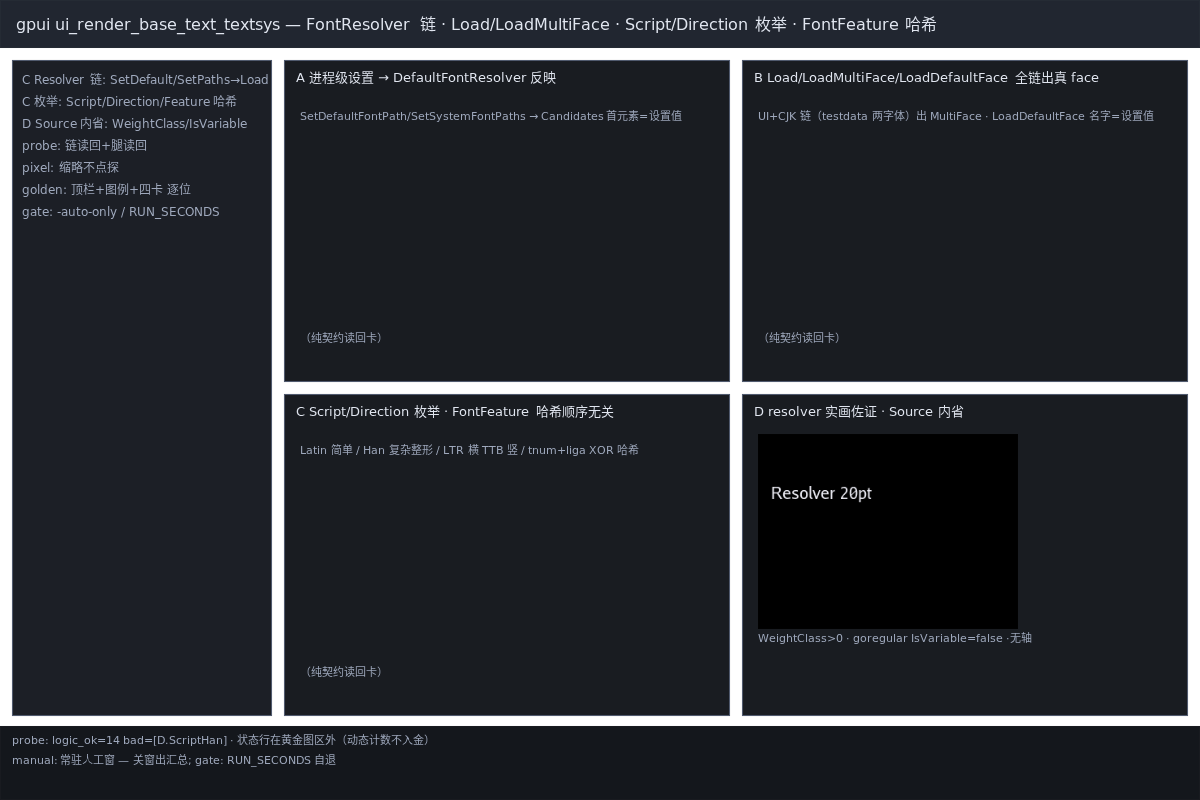 gpui ui_render_base_text_textsys — FontResolver 链 · Load/LoadMultiFace · Script/Direction 枚举 · FontFeature 哈希
C Resolver 链: SetDefault/SetPaths→Load
C 枚举: Script/Direction/Feature 哈希
D Source 内省: WeightClass/IsVariable
probe: 链读回+腿读回
pixel: 缩略不点探
golden: 顶栏+图例+四卡 逐位
gate: -auto-only / RUN_SECONDS
A 进程级设置 → DefaultFontResolver 反映
SetDefaultFontPath/SetSystemFontPaths → Candidates 首元素=设置值
（纯契约读回卡）
B Load/LoadMultiFace/LoadDefaultFace 全链出真 face
UI+CJK 链（testdata 两字体）出 MultiFace · LoadDefaultFace 名字=设置值
（纯契约读回卡）
C Script/Direction 枚举 · FontFeature 哈希顺序无关
Latin 简单 / Han 复杂整形 / LTR 横 TTB 竖 / tnum+liga XOR 哈希
（纯契约读回卡）
D resolver 实画佐证 · Source 内省
Resolver 20pt
WeightClass>0 · goregular IsVariable=false ·无轴
probe: logic_ok=14 bad=[D.ScriptHan] · 状态行在黄金图区外（动态计数不入金）
manual: 常驻人工窗 — 关窗出汇总; gate: RUN_SECONDS 自退